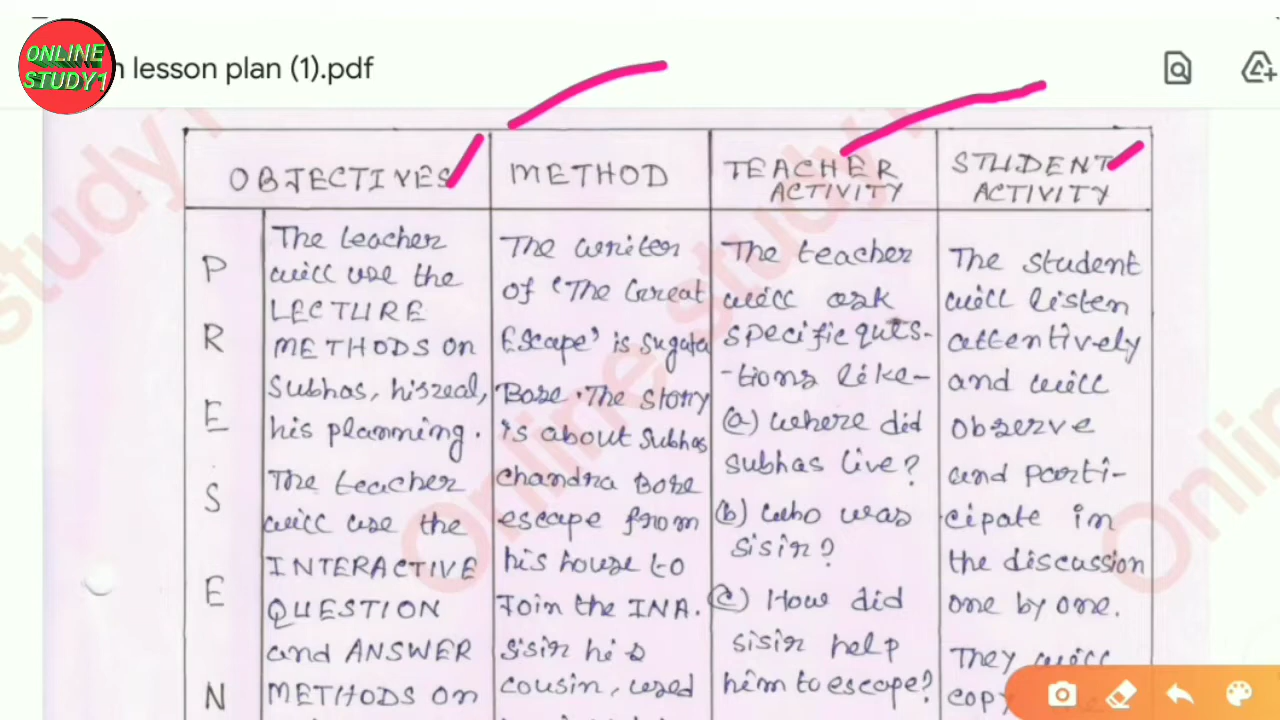 ONLINE
STUDY1
n lesson plan (1).pdf
OBJECTIVES
METHOD
TEACHER
ACTIVITY
STUDENT
ACTIVITY
P
R
E
S
E
N
The teacher
will use the
LECTURE
METHODS ON
Subhas, his zeal,
his planning.
The teacher
will use the
INTERACTIVE
QUESTION
and ANSWER
METHODS ON
The writer
of 'The Great
Escape' is sugata
Bose. The story
is about Subhas
chandra Bose
escape from
his house to
Join the INA.
sisir his
cousin, used
The teacher
will ask
specific ques-
-tions like-
(a) where did
subhas live?
(b) who was
sisir?
(c) How did
sisir help
him to escape?
The student
will listen
attentively
and will
observe
and parti-
cipate in
the discussion
one by one.
They will
copy
Online Study1